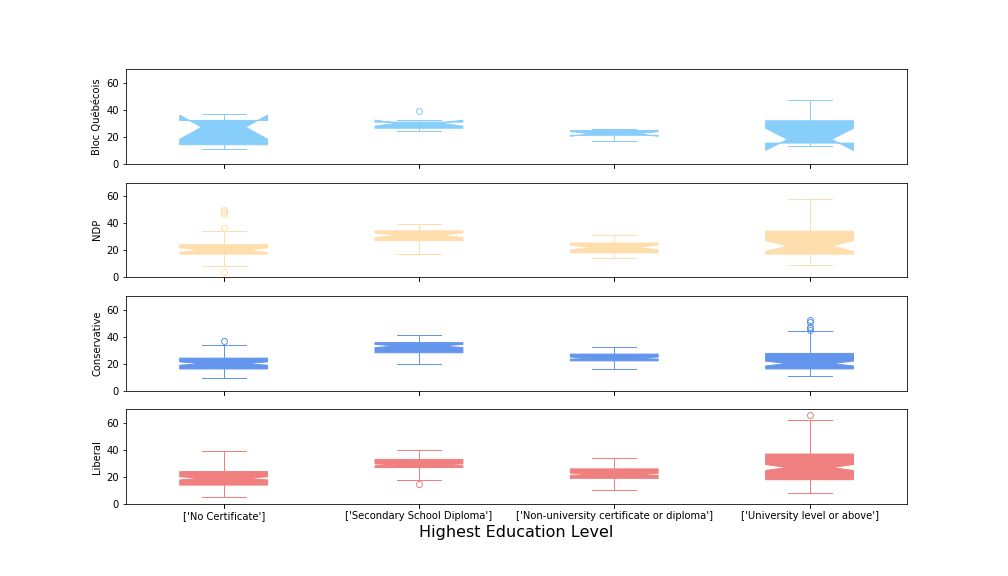 Bloc Québécois
60
40
20
0
NDP
60
40
20
0
Conservative
60
40
20
0
Liberal
60
40
20
0
['No Certificate'] ['Secondary School Diploma'] ['Non-university certificate or diploma'] ['University level or above']
Highest Education Level